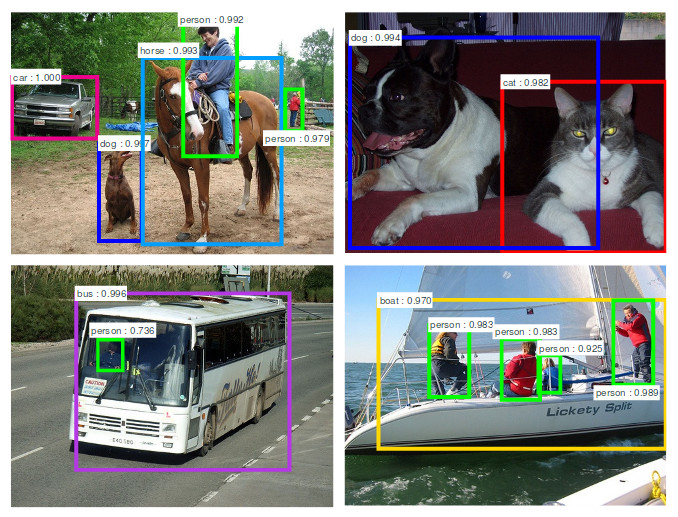 person : 0.992
horse : 0.993
car : 1.000
person : 0.979
dog : 0.997
dog : 0.994
cat : 0.982
bus : 0.996
person : 0.736
CAUTION
boat : 0.970
person : 0.983
person : 0.983
person : 0.925
person : 0.989
Lickety Split